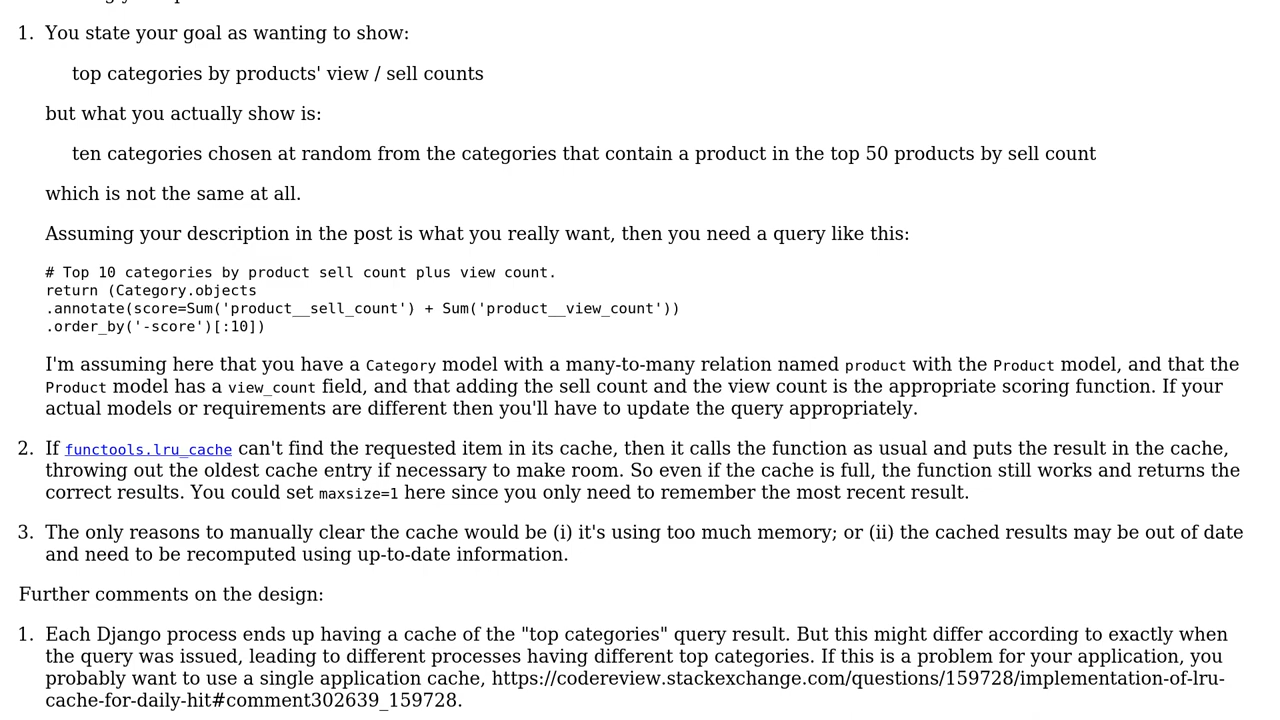 1. You state your goal as wanting to show:
top categories by products' view / sell counts
but what you actually show is:
ten categories chosen at random from the categories that contain a product in the top 50 products by sell count
which is not the same at all.
Assuming your description in the post is what you really want, then you need a query like this:
# Top 10 categories by product sell count plus view count.
return (Category.objects
.annotate(score=Sum('product__sell_count') + Sum('product__view_count'))
.order_by('-score')[:10])
I'm assuming here that you have a Category model with a many-to-many relation named product with the Product model, and that the
Product model has a view_count field, and that adding the sell count and the view count is the appropriate scoring function. If your
actual models or requirements are different then you'll have to update the query appropriately.
2. If functools.lru_cache can't find the requested item in its cache, then it calls the function as usual and puts the result in the cache,
throwing out the oldest cache entry if necessary to make room. So even if the cache is full, the function still works and returns the
correct results. You could set maxsize=1 here since you only need to remember the most recent result.
3. The only reasons to manually clear the cache would be (i) it's using too much memory; or (ii) the cached results may be out of date
and need to be recomputed using up-to-date information.
Further comments on the design:
1. Each Django process ends up having a cache of the "top categories" query result. But this might differ according to exactly when
the query was issued, leading to different processes having different top categories. If this is a problem for your application, you
probably want to use a single application cache, https://codereview.stackexchange.com/questions/159728/implementation-of-lru-
cache-for-daily-hit#comment302639_159728.